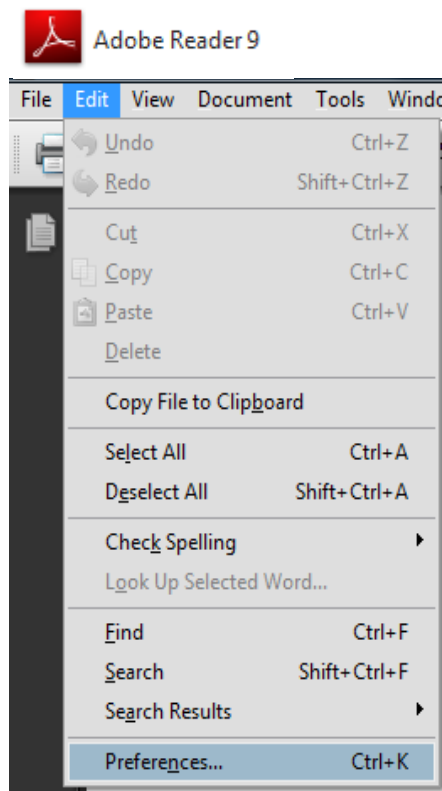 Adobe Reader 9
File Edit View Document Tools Windo
Undo Ctrl+Z
Redo Shift+Ctrl+Z
Cut Ctrl+X
Copy Ctrl+C
Paste Ctrl+V
Delete
Copy File to Clipboard
Select All Ctrl+A
Deselect All Shift+Ctrl+A
Check Spelling
Look Up Selected Word...
Find Ctrl+F
Search Shift+Ctrl+F
Search Results
Preferences... Ctrl+K